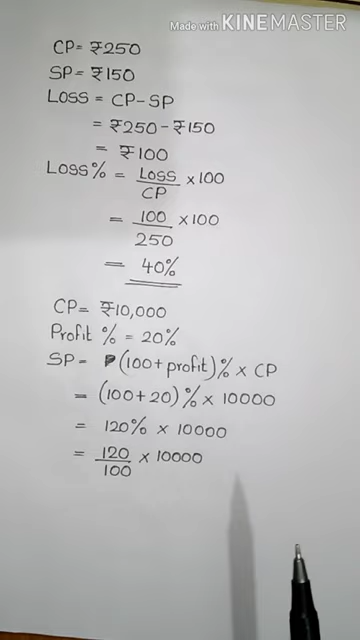 Made with KINEMASTER
CP = ₹250
SP = ₹150
Loss = CP - SP
= ₹250 - ₹150
= ₹100
Loss% = Loss/CP × 100
= 100/250 × 100
= 40%
CP = ₹10,000
Profit % = 20%
SP = (100 + profit)% × CP
= (100 + 20)% × 10000
= 120% × 10000
= 120/100 × 10000